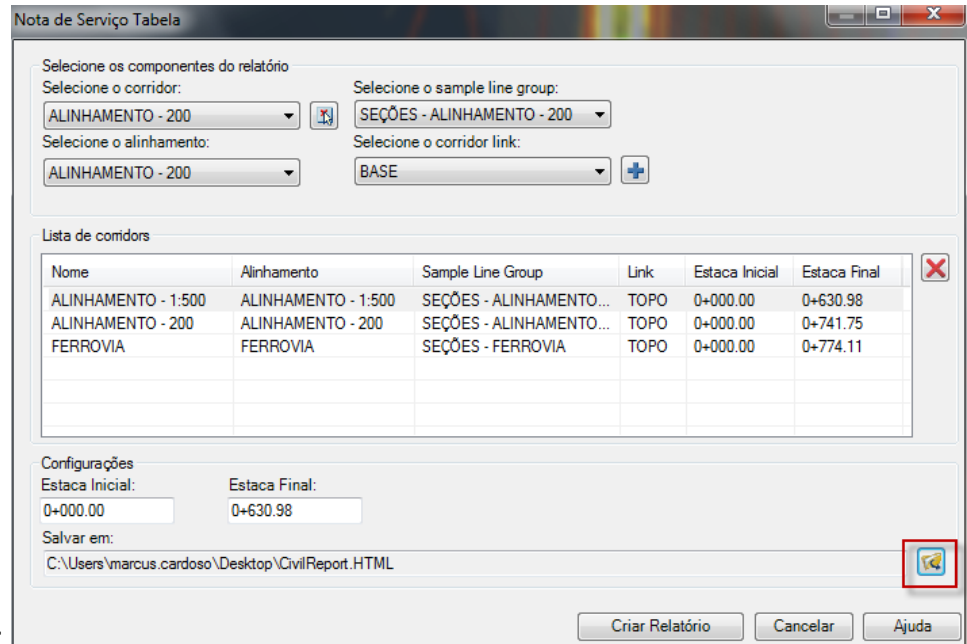 Nota de Serviço Tabela
Selecione os componentes do relatório
Selecione o corridor: Selecione o sample line group:
ALINHAMENTO - 200 SEÇÕES - ALINHAMENTO - 200
Selecione o alinhamento: Selecione o corridor link:
ALINHAMENTO - 200 BASE
Lista de corridors
Nome Alinhamento Sample Line Group Link Estaca Inicial Estaca Final
ALINHAMENTO - 1:500 ALINHAMENTO - 1:500 SEÇÕES - ALINHAMENTO... TOPO 0+000.00 0+630.98
ALINHAMENTO - 200 ALINHAMENTO - 200 SEÇÕES - ALINHAMENTO... TOPO 0+000.00 0+741.75
FERROVIA FERROVIA SEÇÕES - FERROVIA TOPO 0+000.00 0+774.11
Configurações
Estaca Inicial: Estaca Final:
0+000.00 0+630.98
Salvar em:
C:\Users\marcus.cardoso\Desktop\CivilReport.HTML
Criar Relatório Cancelar Ajuda